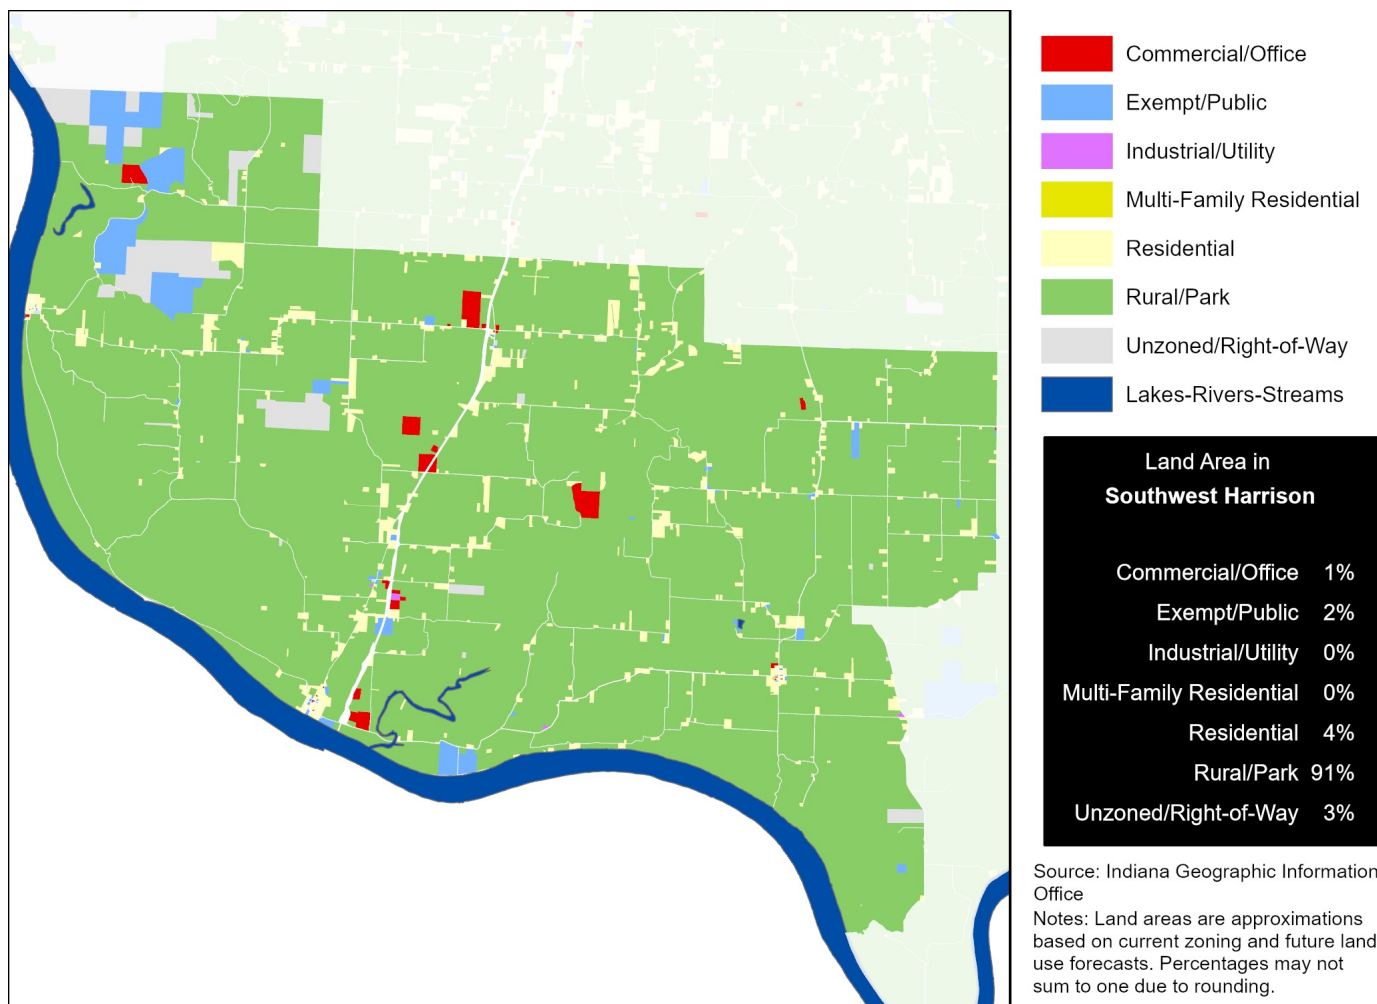 Commercial/Office
Exempt/Public
Industrial/Utility
Multi-Family Residential
Residential
Rural/Park
Unzoned/Right-of-Way
Lakes-Rivers-Streams
Land Area in
Southwest Harrison
Commercial/Office 1%
Exempt/Public 2%
Industrial/Utility 0%
Multi-Family Residential 0%
Residential 4%
Rural/Park 91%
Unzoned/Right-of-Way 3%
Source: Indiana Geographic Information
Office
Notes: Land areas are approximations
based on current zoning and future land
use forecasts. Percentages may not
sum to one due to rounding.